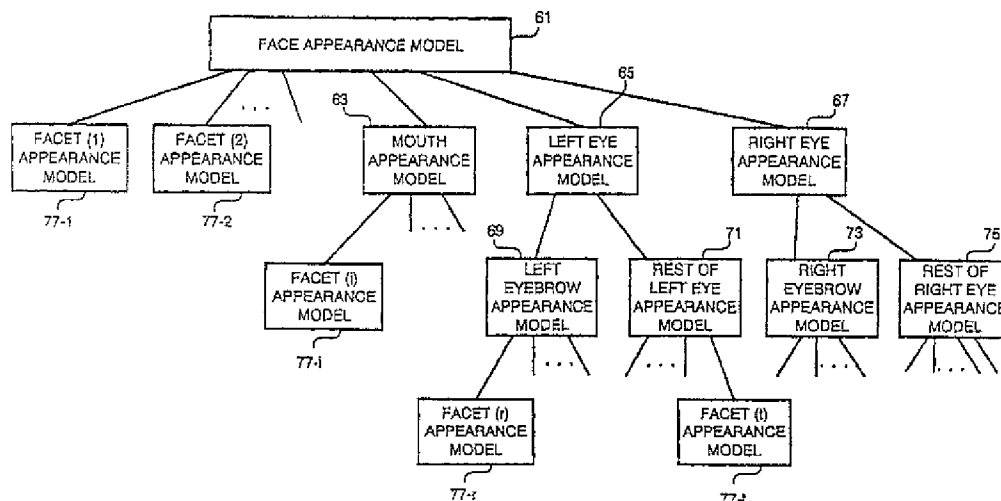 61
FACE APPEARANCE MODEL
65
67
63
. . .
FACET (1)
APPEARANCE
MODEL
FACET (2)
APPEARANCE
MODEL
MOUTH
APPEARANCE
MODEL
LEFT EYE
APPEARANCE
MODEL
RIGHT EYE
APPEARANCE
MODEL
77-1
77-2
. . .
69
71
73
75
FACET (i)
APPEARANCE
MODEL
LEFT
EYEBROW
APPEARANCE
MODEL
REST OF
LEFT EYE
APPEARANCE
MODEL
RIGHT
EYEBROW
APPEARANCE
MODEL
REST OF
RIGHT EYE
APPEARANCE
MODEL
77-i
. . .
. . .
. . .
. . .
FACET (r)
APPEARANCE
MODEL
FACET (t)
APPEARANCE
MODEL
77-r
77-t